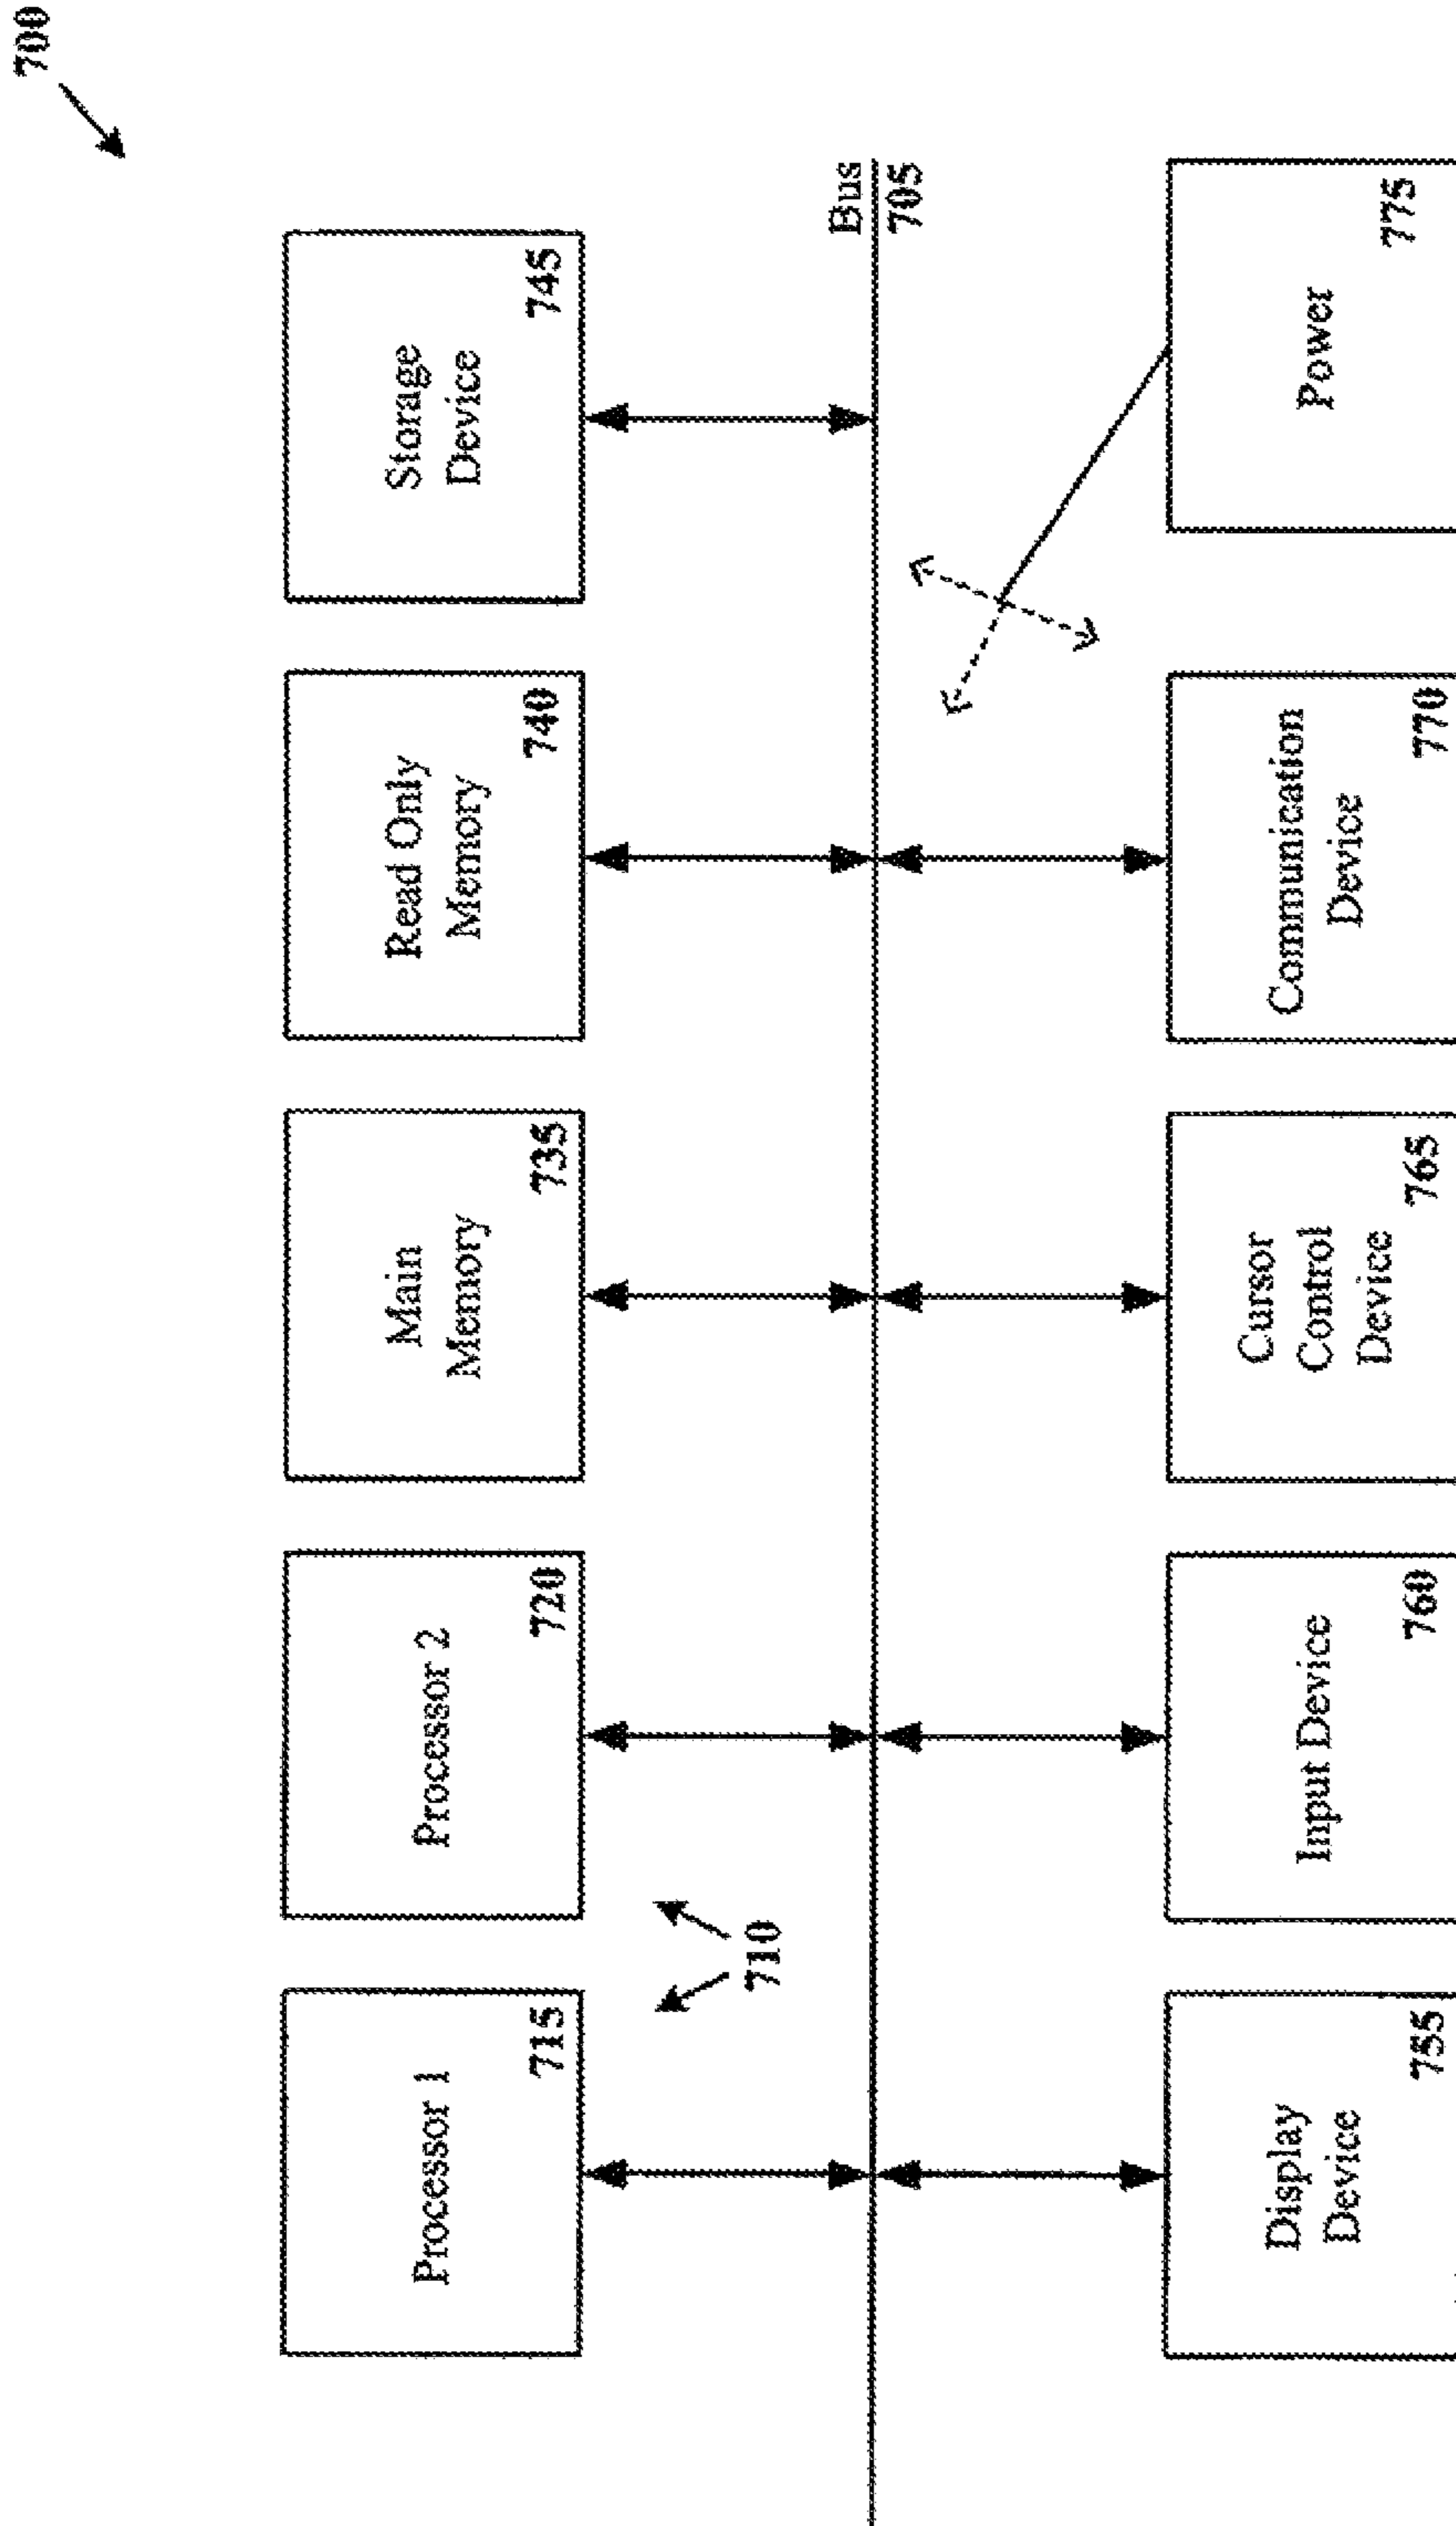 700
Processor 1
715
Processor 2
720
Main
Memory
735
Read Only
Memory
740
Storage
Device
745
710
Bus
705
Display
Device
755
Input Device
760
Cursor
Control
Device
765
Communication
Device
770
Power
775